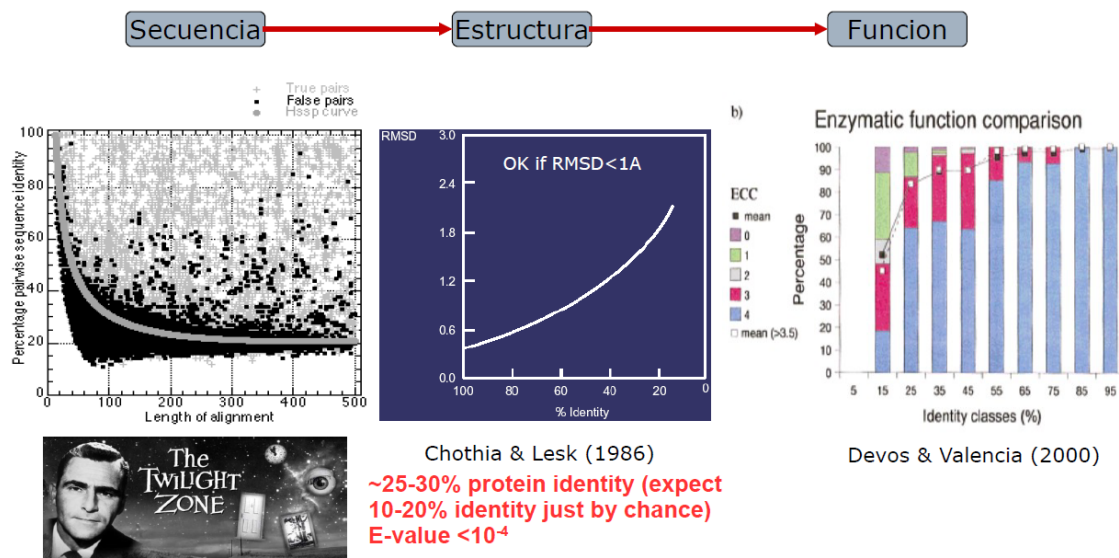 Secuencia
Estructura
Funcion
True pairs
False pairs
Hssp curve
Percentage pairwise sequence identity
100
80
60
40
20
0
0 100 200 300 400 500
Length of alignment
RMSD
3.0
2.4
1.8
1.2
0.6
0.0
OK if RMSD<1A
100 80 60 40 20 0
% Identity
b)
Enzymatic function comparison
ECC
mean
0
1
2
3
4
mean (>3.5)
Percentage
100
90
80
70
60
50
40
30
20
10
0
5 15 25 35 45 55 65 75 85 95
Identity classes (%)
The
TWILIGHT
ZONE
Chothia & Lesk (1986)
~25-30% protein identity (expect
10-20% identity just by chance)
E-value <10⁻⁴
Devos & Valencia (2000)